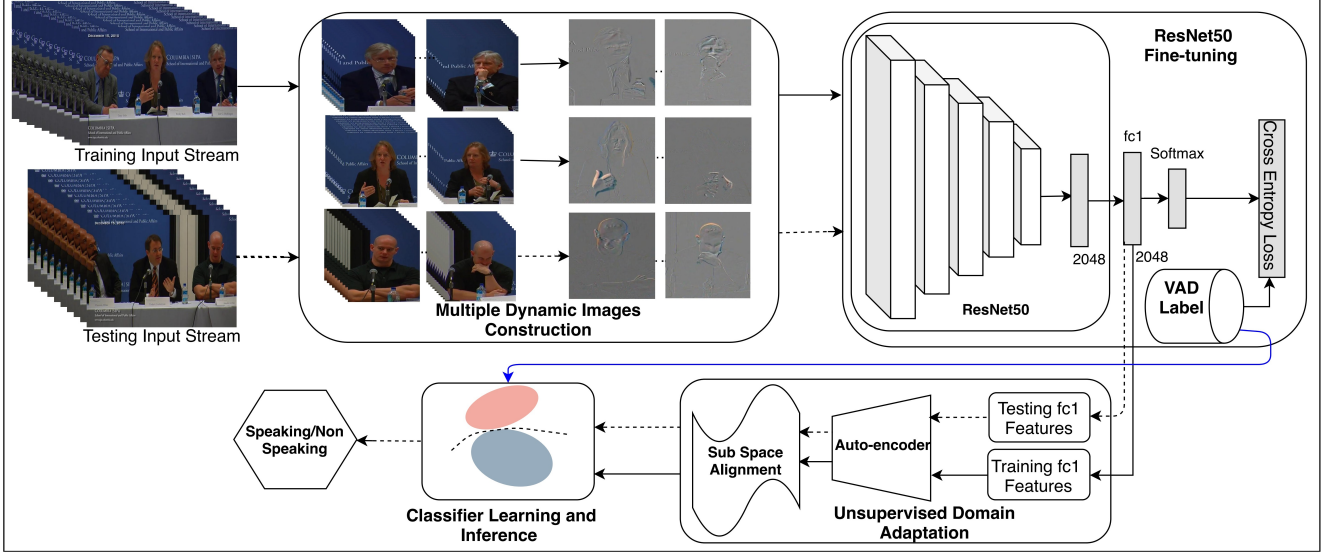 Training Input Stream
Testing Input Stream
Multiple Dynamic Images
Construction
ResNet50
Fine-tuning
ResNet50
2048
fc1
2048
Softmax
Cross Entropy Loss
VAD
Label
Speaking/Non
Speaking
Classifier Learning and
Inference
Sub Space
Alignment
Auto-encoder
Testing fc1
Features
Training fc1
Features
Unsupervised Domain
Adaptation